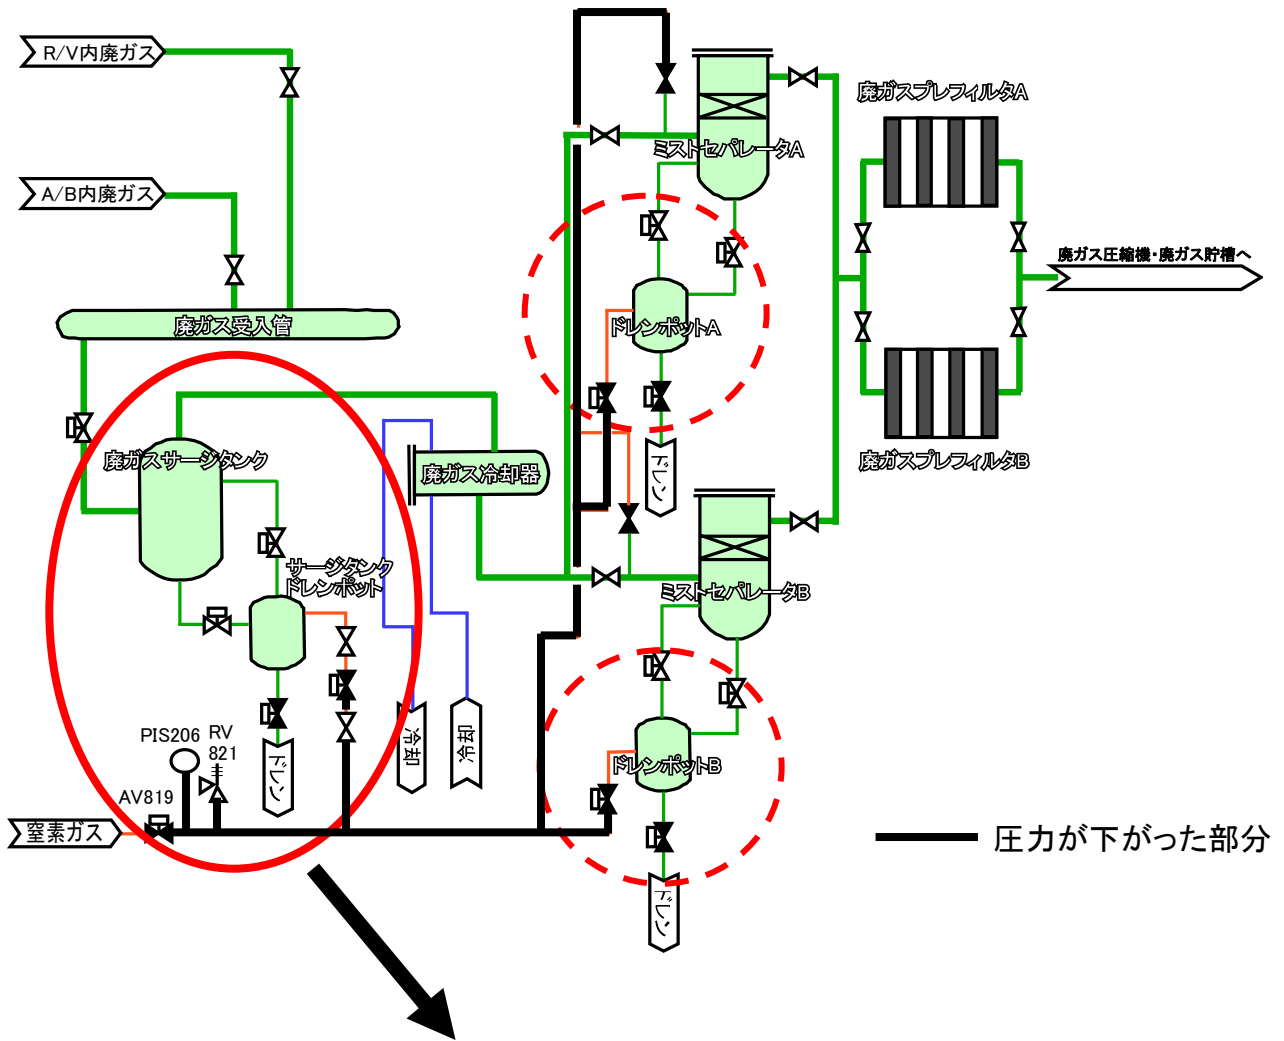 R/V内廃ガス
A/B内廃ガス
廃ガス受入管
廃ガスサージタンク
サージタンク
ドレンポット
廃ガス冷却器
ミストセパレータA
廃ガスプレフィルタA
廃ガス圧縮機・廃ガス貯槽へ
ドレンポットA
ドレン
廃ガスプレフィルタB
ミストセパレータB
ドレンポットB
ドレン
冷却
冷却
ドレン
PIS206
RV
821
AV819
窒素ガス
圧力が下がった部分